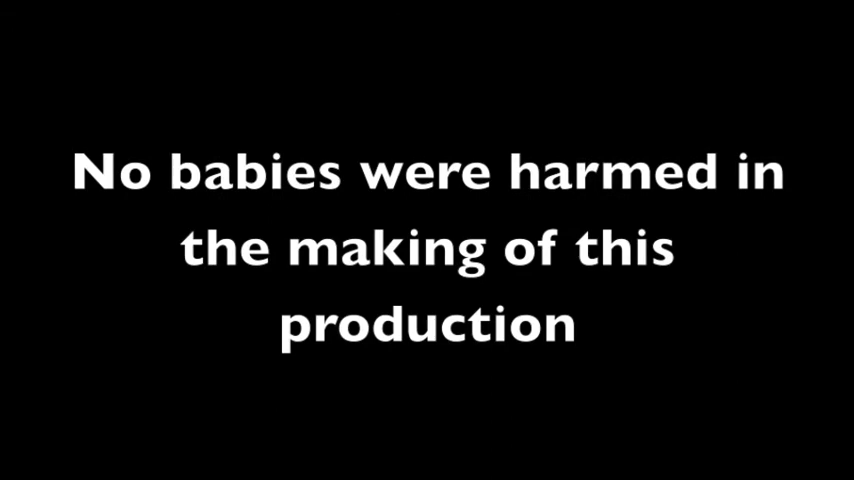 No babies were harmed in
the making of this
production